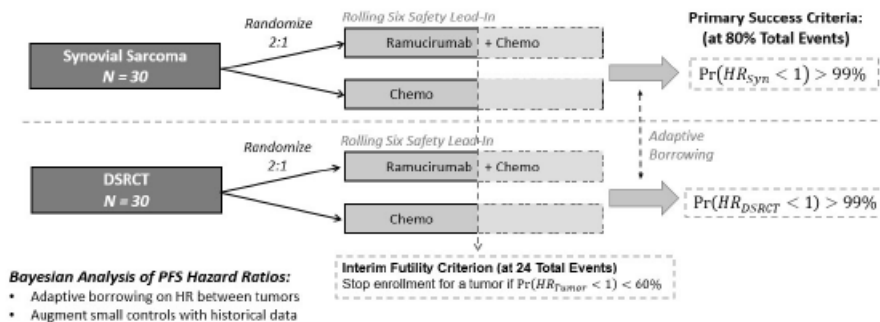 Rolling Six Safety Lead-In
Primary Success Criteria:
(at 80% Total Events)
Randomize
2:1
Ramucirumab + Chemo
Synovial Sarcoma
N = 30
Pr(HR_Syn < 1) > 99%
Chemo
Adaptive
Borrowing
Rolling Six Safety Lead-In
Randomize
2:1
Ramucirumab + Chemo
DSRCT
N = 30
Pr(HR_DSRCT < 1) > 99%
Chemo
Interim Futility Criterion (at 24 Total Events)
Stop enrollment for a tumor if Pr(HR_Tumor < 1) < 60%
Bayesian Analysis of PFS Hazard Ratios:
• Adaptive borrowing on HR between tumors
• Augment small controls with historical data